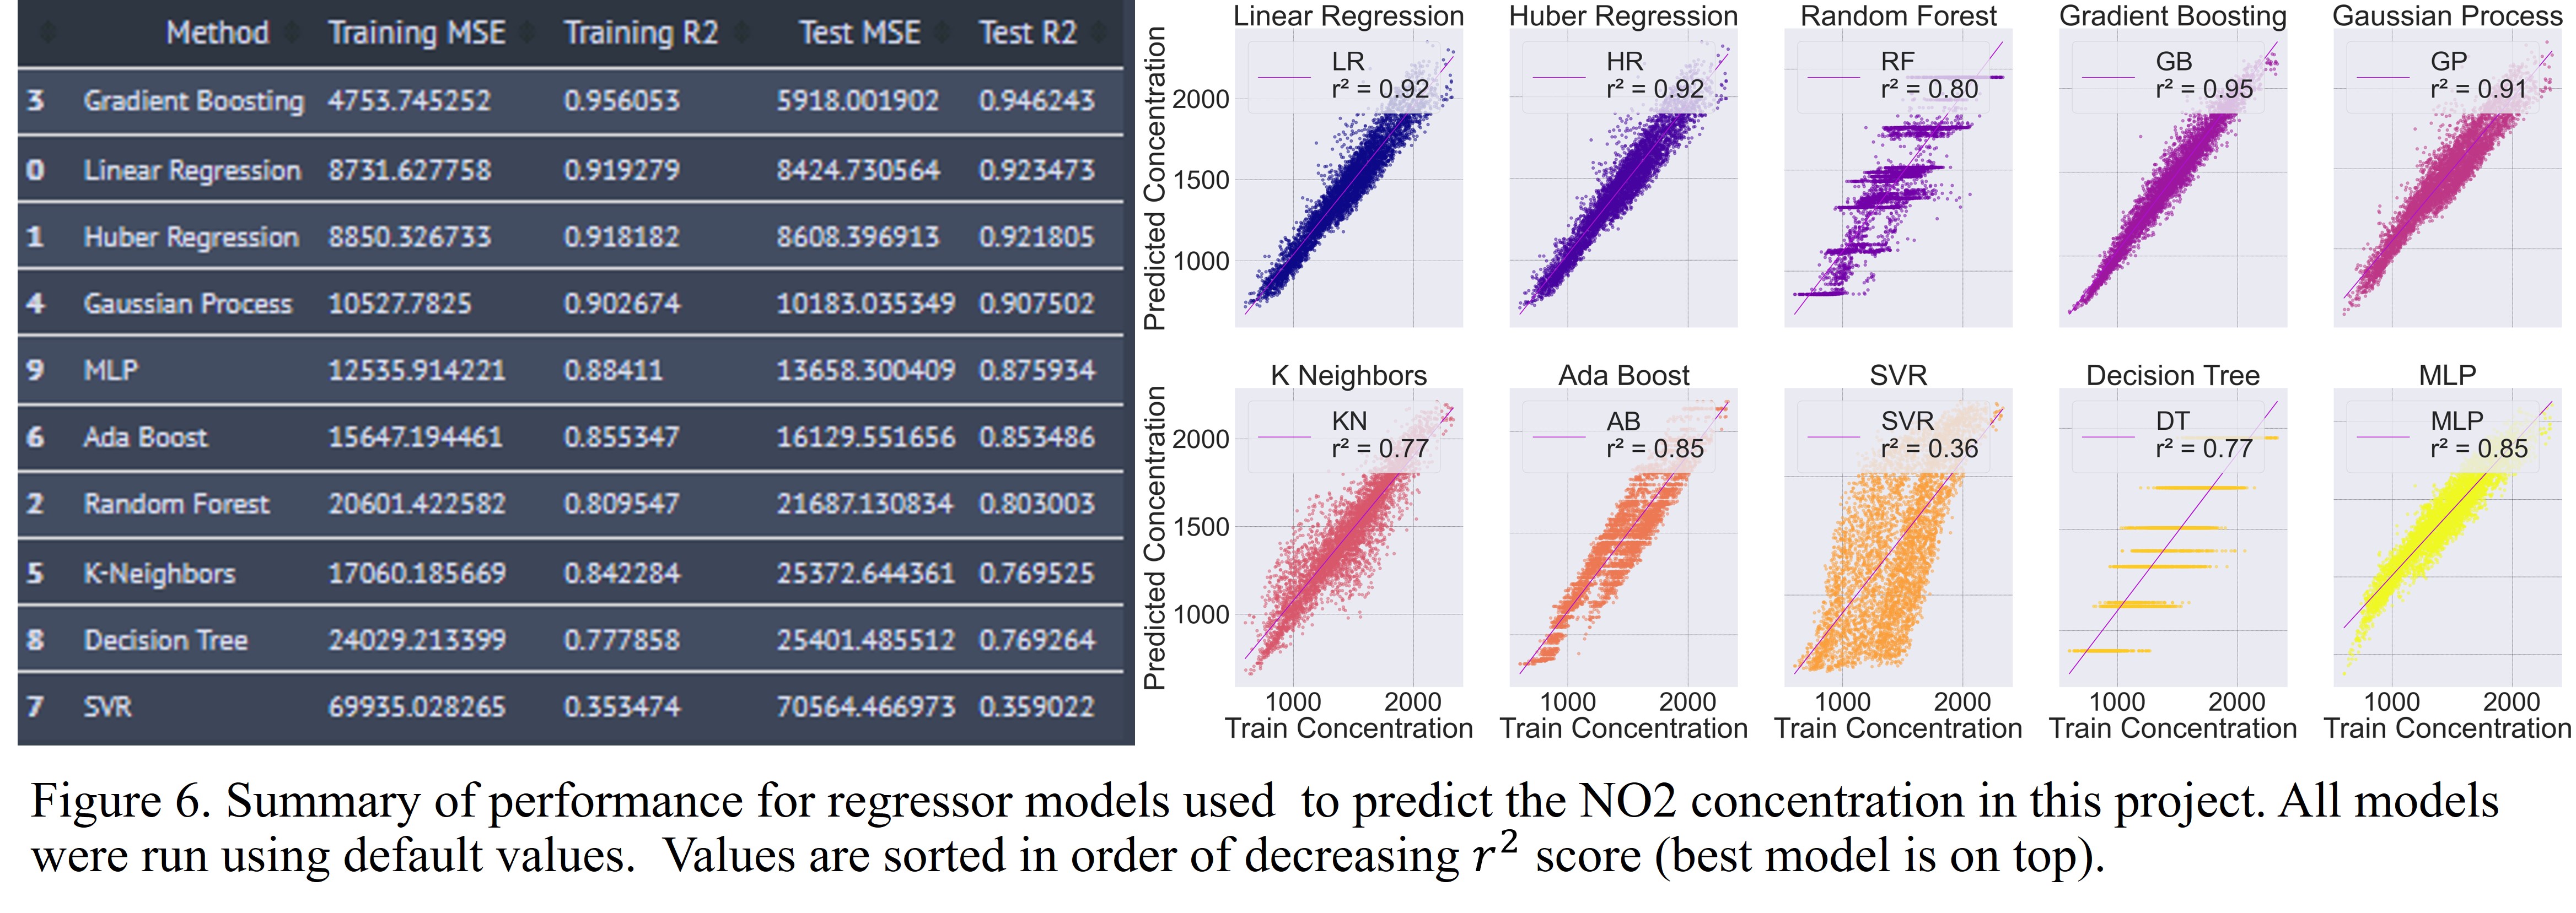 Method Training MSE Training R2 Test MSE Test R2
3 Gradient Boosting 4753.745252 0.956053 5918.001902 0.946243
0 Linear Regression 8731.627758 0.919279 8424.730564 0.923473
1 Huber Regression 8850.326733 0.918182 8608.396913 0.921805
4 Gaussian Process 10527.7825 0.902674 10183.035349 0.907502
9 MLP 12535.914221 0.88411 13658.300409 0.875934
6 Ada Boost 15647.194461 0.855347 16129.551656 0.853486
2 Random Forest 20601.422582 0.809547 21687.130834 0.803003
5 K-Neighbors 17060.185669 0.842284 25372.644361 0.769525
8 Decision Tree 24029.213399 0.777858 25401.485512 0.769264
7 SVR 69935.028265 0.353474 70564.466973 0.359022
Linear Regression Huber Regression Random Forest Gradient Boosting Gaussian Process
LR HR RF GB GP
r² = 0.92 r² = 0.92 r² = 0.80 r² = 0.95 r² = 0.91
2000
1500
1000
Predicted Concentration
K Neighbors Ada Boost SVR Decision Tree MLP
KN AB SVR DT MLP
r² = 0.77 r² = 0.85 r² = 0.36 r² = 0.77 r² = 0.85
2000
1500
1000
Predicted Concentration
1000 2000 1000 2000 1000 2000 1000 2000 1000 2000
Train Concentration Train Concentration Train Concentration Train Concentration Train Concentration
Figure 6. Summary of performance for regressor models used to predict the NO2 concentration in this project. All models
were run using default values. Values are sorted in order of decreasing r² score (best model is on top).